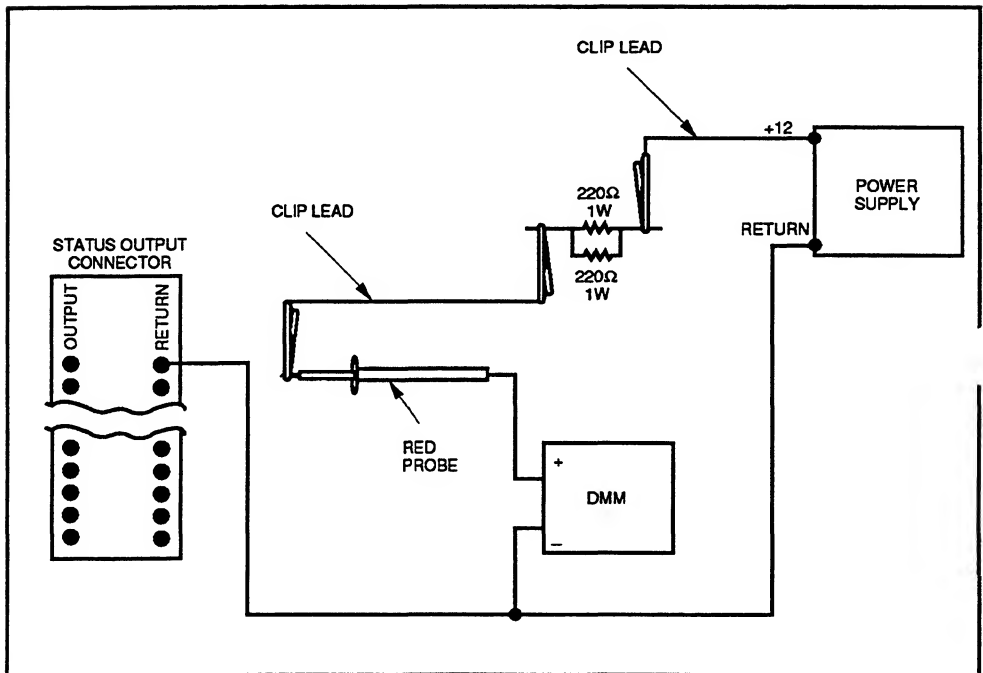 CLIP LEAD
+12
POWER
SUPPLY
220Ω
1W
CLIP LEAD
RETURN
220Ω
1W
STATUS OUTPUT
CONNECTOR
OUTPUT
RETURN
RED
PROBE
+
DMM
–